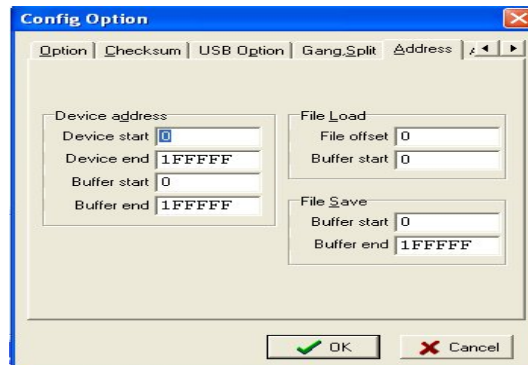 Config Option
Option Checksum USB Option Gang,Split Address
Device address
Device start 0
Device end 1FFFFF
Buffer start 0
Buffer end 1FFFFF
File Load
File offset 0
Buffer start 0
File Save
Buffer start 0
Buffer end 1FFFFF
OK Cancel